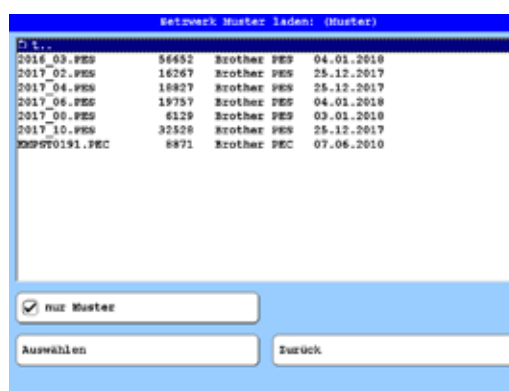 Netzwerk Muster laden: (Muster)
2016_03.PES 56652 Brother PES 04.01.2018
2017_02.PES 16267 Brother PES 25.12.2017
2017_04.PES 18827 Brother PES 25.12.2017
2017_06.PES 19757 Brother PES 04.01.2018
2017_08.PES 6129 Brother PES 03.01.2018
2017_10.PES 32528 Brother PES 25.12.2017
8871 Brother PEC 07.06.2010
nur Muster
Auswählen
Zurück